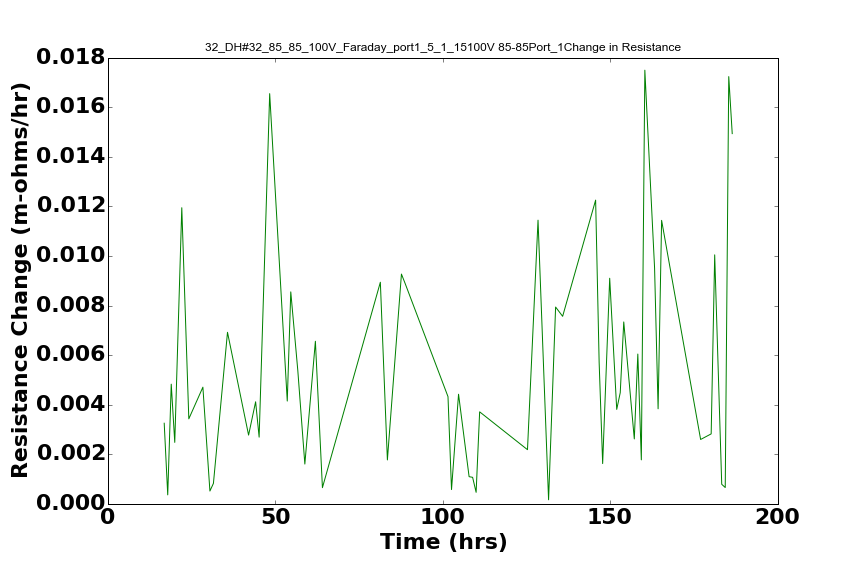 32_DH#32_85_85_100V_Faraday_port1_5_1_15100V 85-85Port_1Change in Resistance
Resistance Change (m-ohms/hr)
0.018
0.016
0.014
0.012
0.010
0.008
0.006
0.004
0.002
0.000
0 50 100 150 200
Time (hrs)